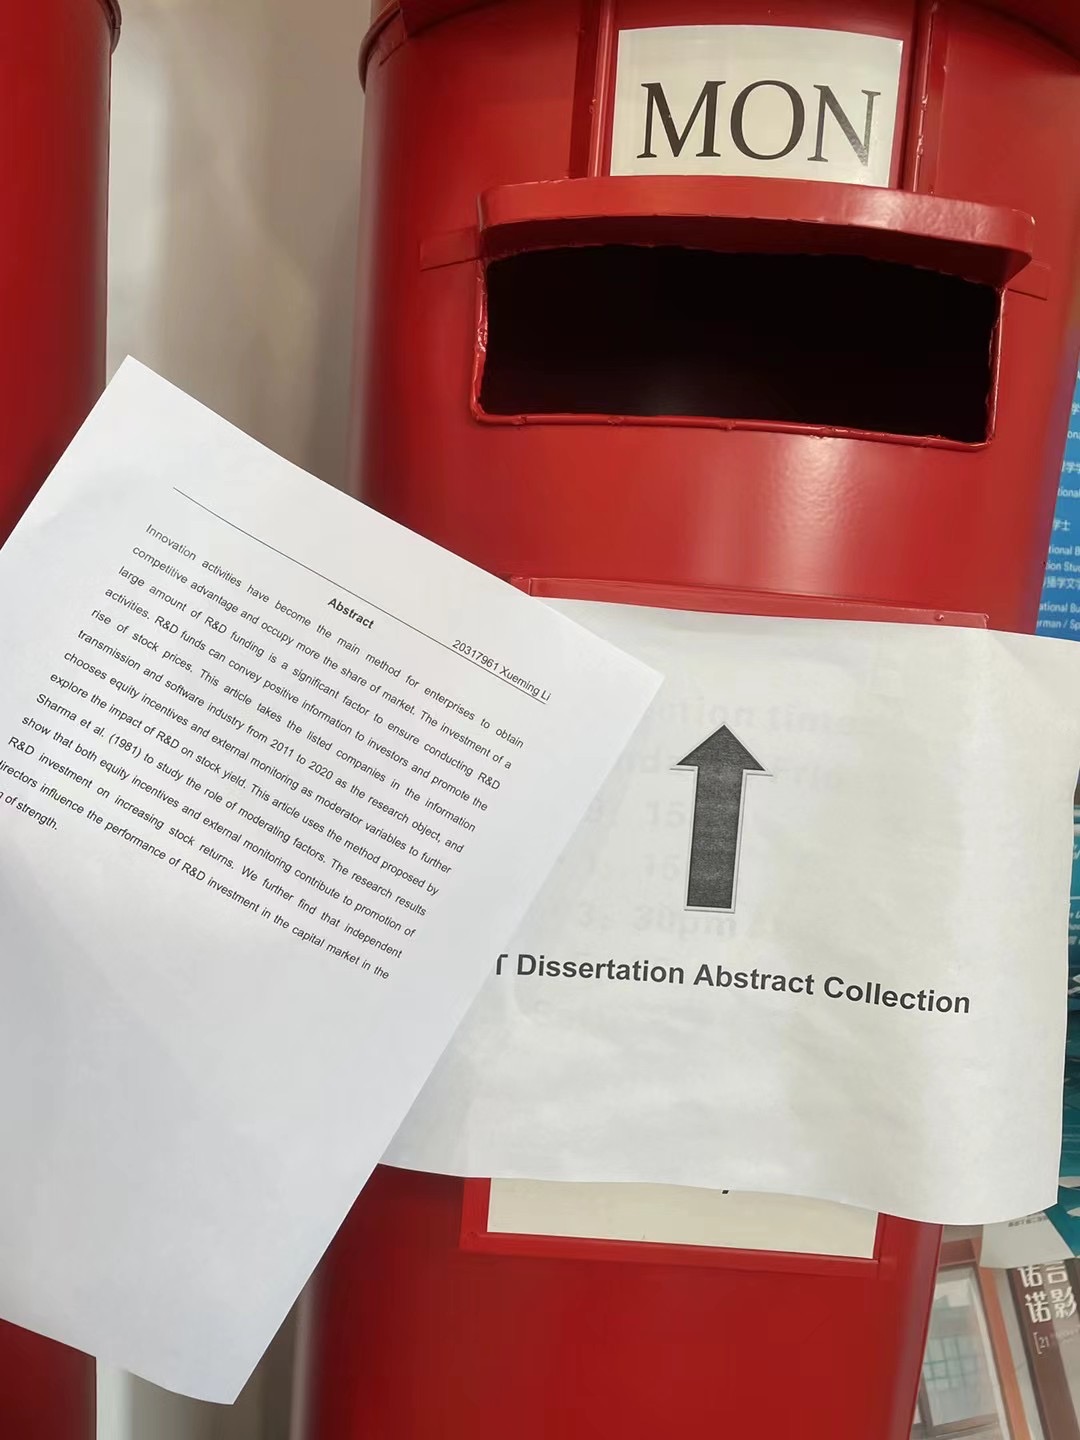 MON
20317961 Xueming Li
Abstract
Innovation activities have become the main method for enterprises to obtain
competitive advantage and occupy more the share of market. The investment of a
large amount of R&D funding is a significant factor to ensure conducting R&D
activities. R&D funds can convey positive information to investors and promote the
rise of stock prices. This article takes the listed companies in the information
transmission and software industry from 2011 to 2020 as the research object, and
chooses equity incentives and external monitoring as moderator variables to further
explore the impact of R&D on stock yield. This article uses the method proposed by
Sharma et al. (1981) to study the role of moderating factors. The research results
show that both equity incentives and external monitoring contribute to promotion of
R&D investment on increasing stock returns. We further find that independent
directors influence the performance of R&D investment in the capital market in the
of strength.
Dissertation Abstract Collection
学士
诺言
诺影
[21